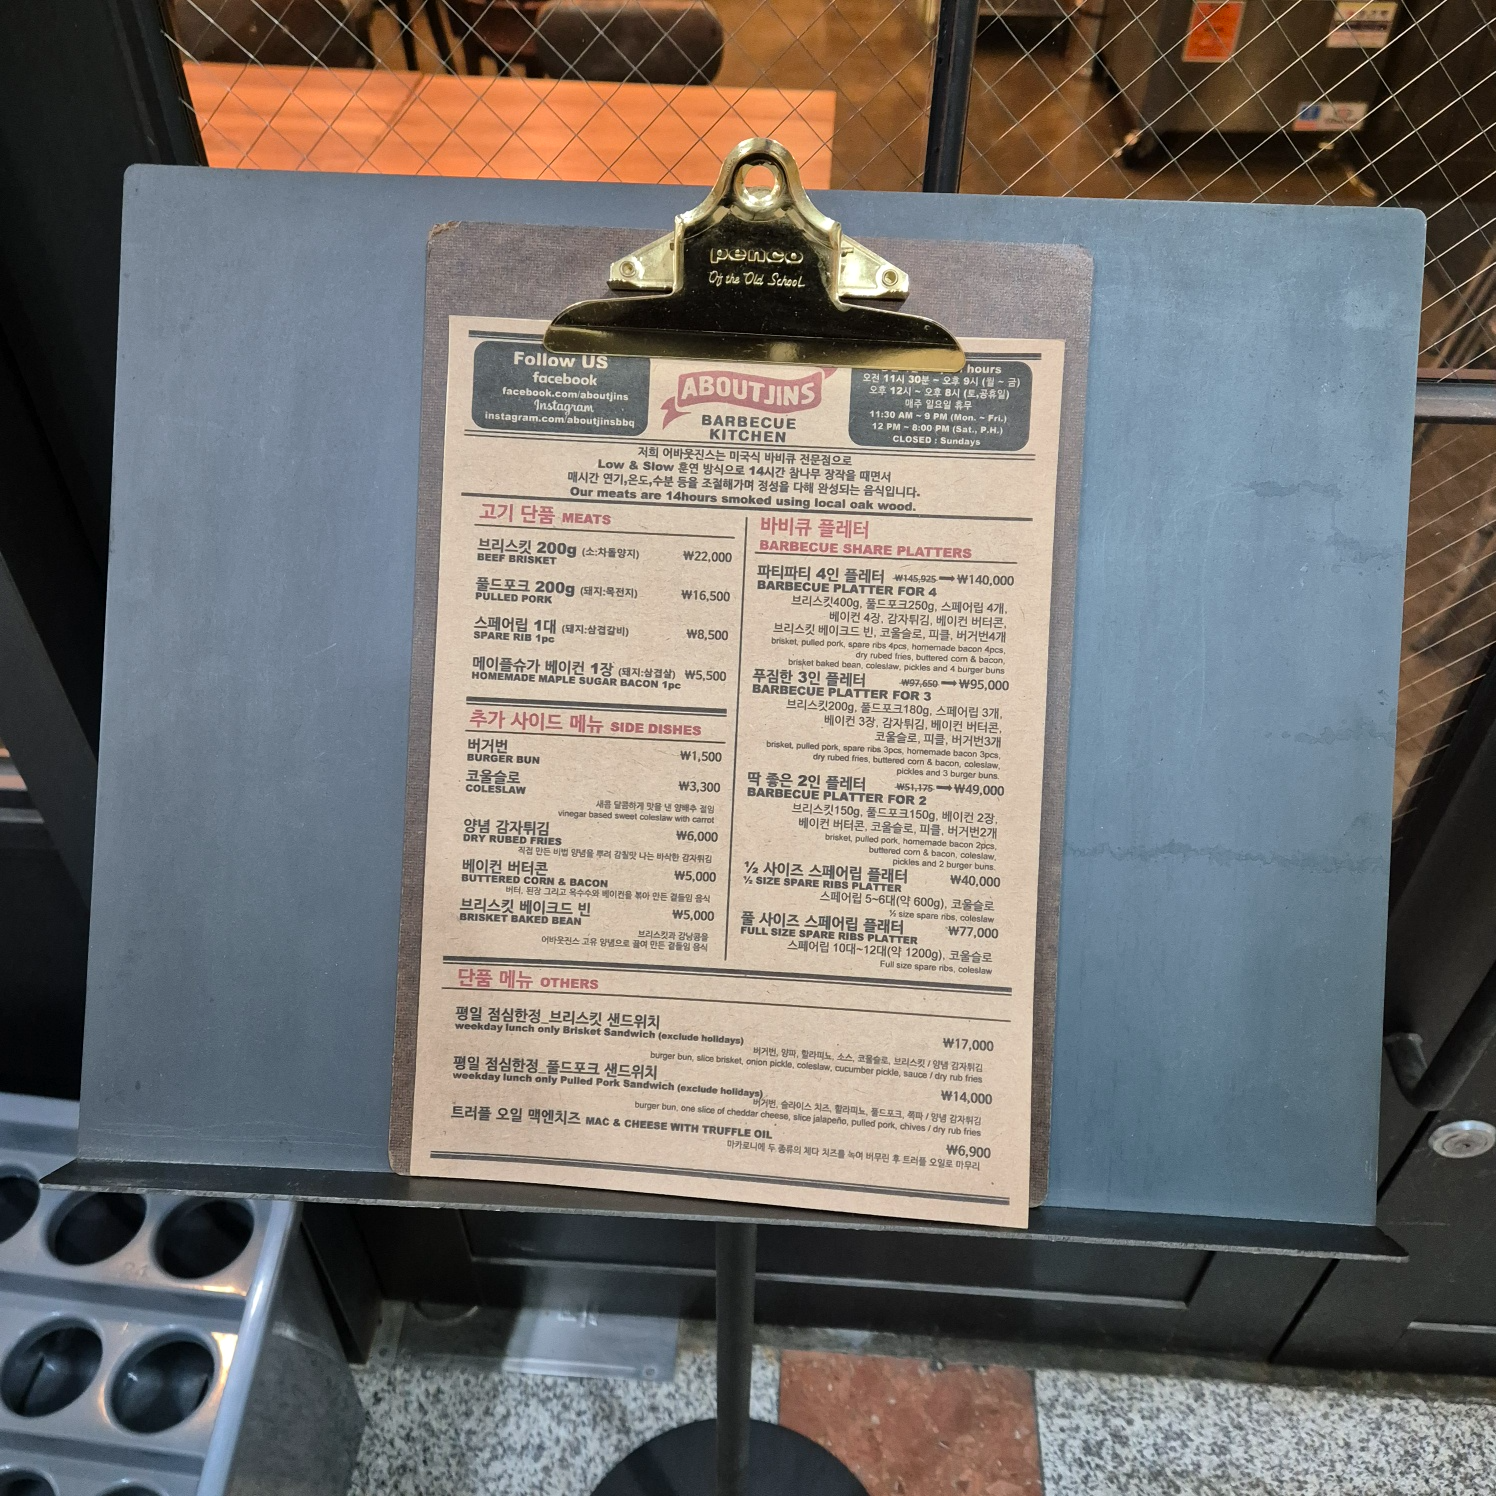 penco
Of the Old School
Follow US
facebook
facebook.com/aboutjins
Instagram
instagram.com/aboutjinsbbq
ABOUTJINS
BARBECUE
KITCHEN
hours
오전 11시 30분 ~ 오후 9시 (월 ~ 금)
오후 12시 ~ 오후 8시 (토,공휴일)
매주 일요일 휴무
11:30 AM ~ 9 PM (Mon. ~ Fri.)
12 PM ~ 8:00 PM (Sat., P.H.)
CLOSED : Sundays
저희 어바웃진스는 미국식 바비큐 전문점으로
Low & Slow 훈연 방식으로 14시간 참나무 장작을 때면서
매시간 연기,온도,수분 등을 조절해가며 정성을 다해 완성되는 음식입니다.
Our meats are 14hours smoked using local oak wood.
고기 단품 MEATS
브리스킷 200g (소:차돌양지) ₩22,000
BEEF BRISKET
풀드포크 200g (돼지:목전지) ₩16,500
PULLED PORK
스페어립 1대 (돼지:삼겹갈비) ₩8,500
SPARE RIB 1pc
메이플슈가 베이컨 1장 (돼지:삼겹살) ₩5,500
HOMEMADE MAPLE SUGAR BACON 1pc
추가 사이드 메뉴 SIDE DISHES
버거번 ₩1,500
BURGER BUN
코울슬로 ₩3,300
COLESLAW
새콤 달콤하게 맛을 낸 양배추 절임
vinegar based sweet coleslaw with carrot
양념 감자튀김 ₩6,000
DRY RUBED FRIES
직접 만든 비법 양념을 뿌려 감칠맛 나는 바삭한 감자튀김
베이컨 버터콘 ₩5,000
BUTTERED CORN & BACON
버터, 된장 그리고 옥수수와 베이컨을 볶아 만든 곁들임 음식
브리스킷 베이크드 빈 ₩5,000
BRISKET BAKED BEAN
브리스킷과 강낭콩을
어바웃진스 고유 양념으로 끓여 만든 곁들임 음식
바비큐 플레터
BARBECUE SHARE PLATTERS
파티파티 4인 플레터 ₩145,925 ➞ ₩140,000
BARBECUE PLATTER FOR 4
브리스킷400g, 풀드포크250g, 스페어립 4개,
베이컨 4장, 감자튀김, 베이컨 버터콘,
브리스킷 베이크드 빈, 코울슬로, 피클, 버거번4개
brisket, pulled pork, spare ribs 4pcs, homemade bacon 4pcs,
dry rubed fries, buttered corn & bacon,
brisket baked bean, coleslaw, pickles and 4 burger buns
푸짐한 3인 플레터 ₩97,650 ➞ ₩95,000
BARBECUE PLATTER FOR 3
브리스킷200g, 풀드포크180g, 스페어립 3개,
베이컨 3장, 감자튀김, 베이컨 버터콘,
코울슬로, 피클, 버거번3개
brisket, pulled pork, spare ribs 3pcs, homemade bacon 3pcs,
dry rubed fries, buttered corn & bacon, coleslaw,
pickles and 3 burger buns.
딱 좋은 2인 플레터 ₩51,175 ➞ ₩49,000
BARBECUE PLATTER FOR 2
브리스킷150g, 풀드포크150g, 베이컨 2장,
베이컨 버터콘, 코울슬로, 피클, 버거번2개
brisket, pulled pork, homemade bacon 2pcs,
buttered corn & bacon, coleslaw,
pickles and 2 burger buns.
½ 사이즈 스페어립 플래터 ₩40,000
½ SIZE SPARE RIBS PLATTER
스페어립 5~6대(약 600g), 코울슬로
½ size spare ribs, coleslaw
풀 사이즈 스페어립 플래터 ₩77,000
FULL SIZE SPARE RIBS PLATTER
스페어립 10대~12대(약 1200g), 코울슬로
Full size spare ribs, coleslaw
단품 메뉴 OTHERS
평일 점심한정_브리스킷 샌드위치
weekday lunch only Brisket Sandwich (exclude holidays) ₩17,000
버거번, 양파, 할라피뇨, 소스, 코울슬로, 브리스킷 / 양념 감자튀김
burger bun, slice brisket, onion pickle, coleslaw, cucumber pickle, sauce / dry rub fries
평일 점심한정_풀드포크 샌드위치
weekday lunch only Pulled Pork Sandwich (exclude holidays) ₩14,000
버거번, 슬라이스 치즈, 할라피뇨, 풀드포크, 쪽파 / 양념 감자튀김
burger bun, one slice of cheddar cheese, slice jalapeño, pulled pork, chives / dry rub fries
트러플 오일 맥엔치즈 MAC & CHEESE WITH TRUFFLE OIL ₩6,900
마카로니에 두 종류의 체다 치즈를 녹여 버무린 후 트러플 오일로 마무리